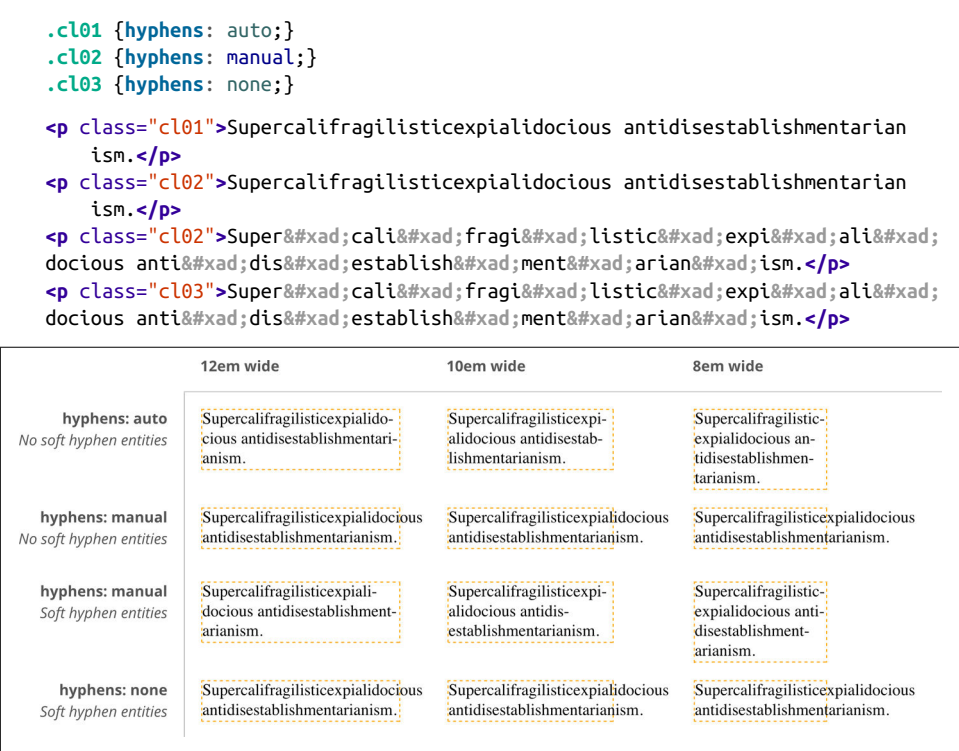 .cl01 {hyphens: auto;}
.cl02 {hyphens: manual;}
.cl03 {hyphens: none;}
<p class="cl01">Supercalifragilisticexpialidocious antidisestablishmentarian
ism.</p>
<p class="cl02">Supercalifragilisticexpialidocious antidisestablishmentarian
ism.</p>
<p class="cl02">Super&#xad;cali&#xad;fragi&#xad;listic&#xad;expi&#xad;ali&#xad;
docious anti&#xad;dis&#xad;establish&#xad;ment&#xad;arian&#xad;ism.</p>
<p class="cl03">Super&#xad;cali&#xad;fragi&#xad;listic&#xad;expi&#xad;ali&#xad;
docious anti&#xad;dis&#xad;establish&#xad;ment&#xad;arian&#xad;ism.</p>
12em wide
10em wide
8em wide
hyphens: auto
No soft hyphen entities
Supercalifragilisticexpialido-
cious antidisestablishmentari-
anism.
Supercalifragilisticexpi-
alidocious antidisestab-
lishmentarianism.
Supercalifragilistic-
expialidocious an-
tidisestablishmen-
tarianism.
hyphens: manual
No soft hyphen entities
Supercalifragilisticexpialidocious
antidisestablishmentarianism.
Supercalifragilisticexpialidocious
antidisestablishmentarianism.
Supercalifragilisticexpialidocious
antidisestablishmentarianism.
hyphens: manual
Soft hyphen entities
Supercalifragilisticexpiali-
docious antidisestablishment-
arianism.
Supercalifragilisticexpi-
alidocious antidis-
establishmentarianism.
Supercalifragilistic-
expialidocious anti-
disestablishment-
arianism.
hyphens: none
Soft hyphen entities
Supercalifragilisticexpialidocious
antidisestablishmentarianism.
Supercalifragilisticexpialidocious
antidisestablishmentarianism.
Supercalifragilisticexpialidocious
antidisestablishmentarianism.